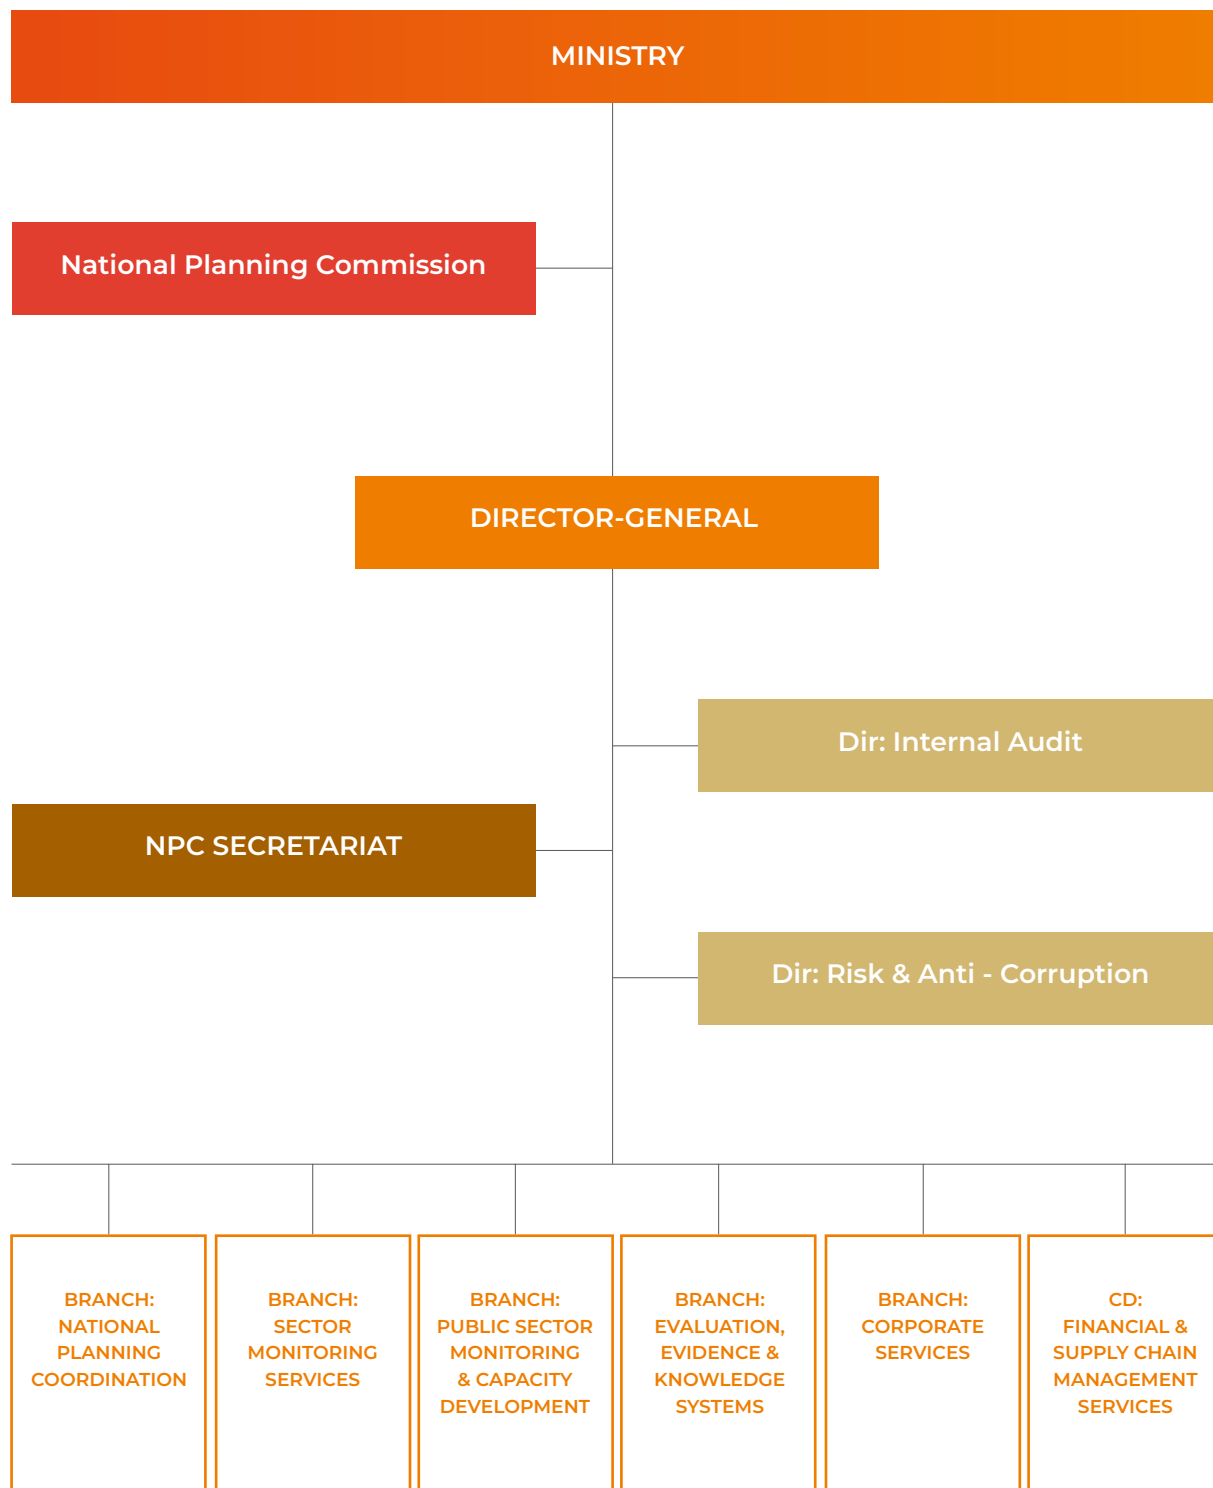 MINISTRY
National Planning Commission
DIRECTOR-GENERAL
Dir: Internal Audit
NPC SECRETARIAT
Dir: Risk & Anti - Corruption
BRANCH:
NATIONAL
PLANNING
COORDINATION
BRANCH:
SECTOR
MONITORING
SERVICES
BRANCH:
PUBLIC SECTOR
MONITORING
& CAPACITY
DEVELOPMENT
BRANCH:
EVALUATION,
EVIDENCE &
KNOWLEDGE
SYSTEMS
BRANCH:
CORPORATE
SERVICES
CD:
FINANCIAL &
SUPPLY CHAIN
MANAGEMENT
SERVICES